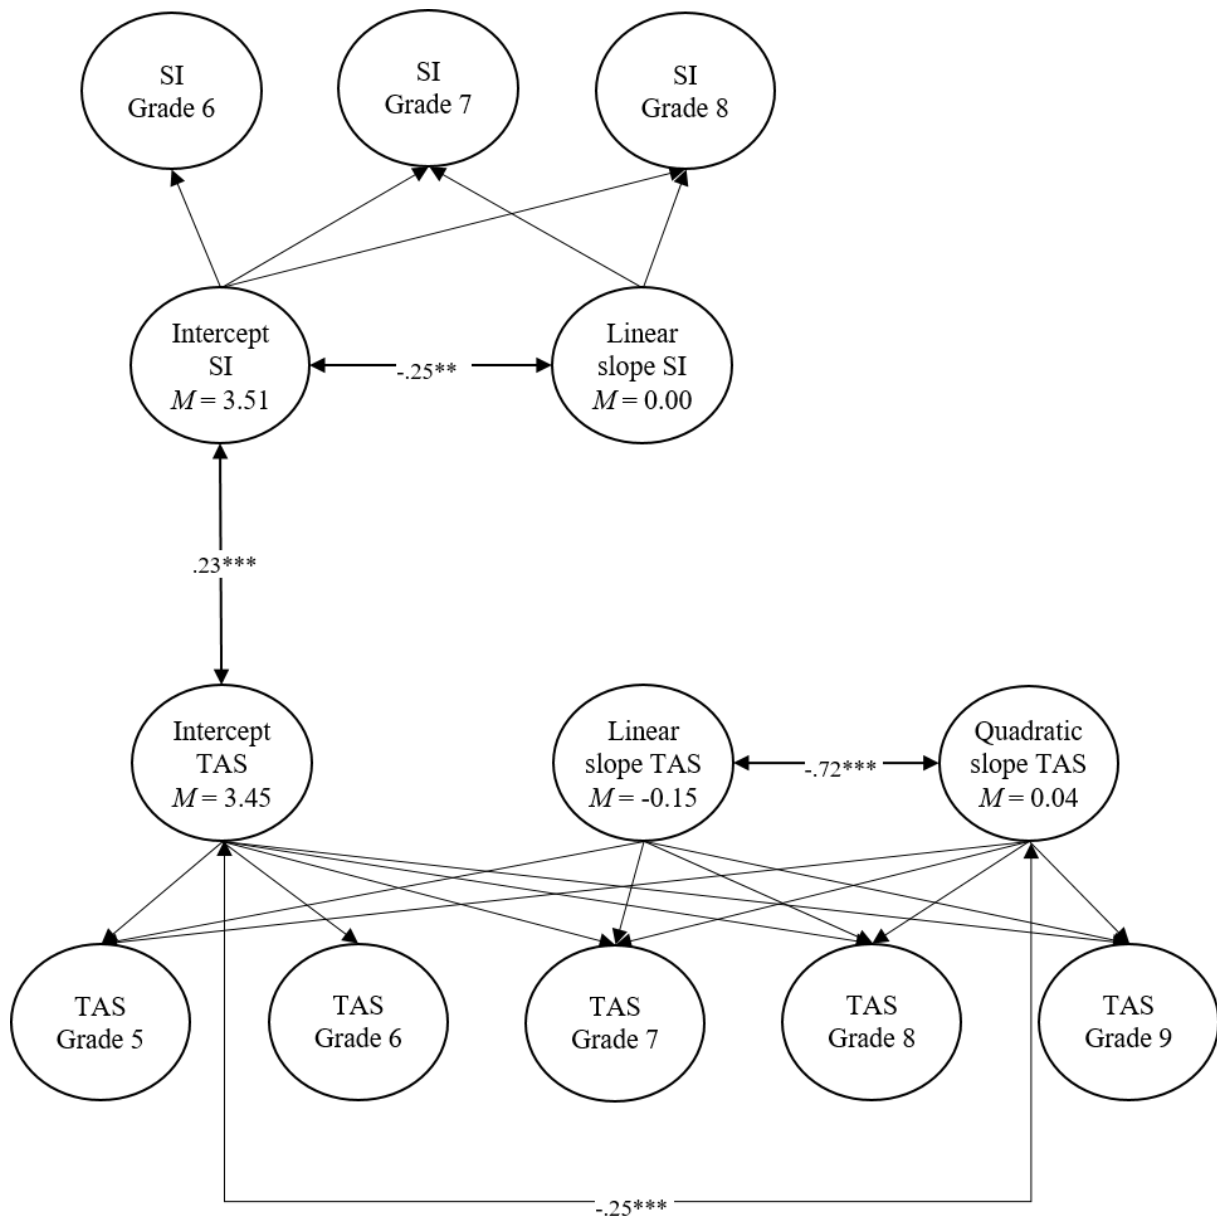 SI
Grade 6
SI
Grade 7
SI
Grade 8
Intercept
SI
M = 3.51
-.25**
Linear
slope SI
M = 0.00
.23***
Intercept
TAS
M = 3.45
Linear
slope TAS
M = -0.15
-.72***
Quadratic
slope TAS
M = 0.04
TAS
Grade 5
TAS
Grade 6
TAS
Grade 7
TAS
Grade 8
TAS
Grade 9
-.25***